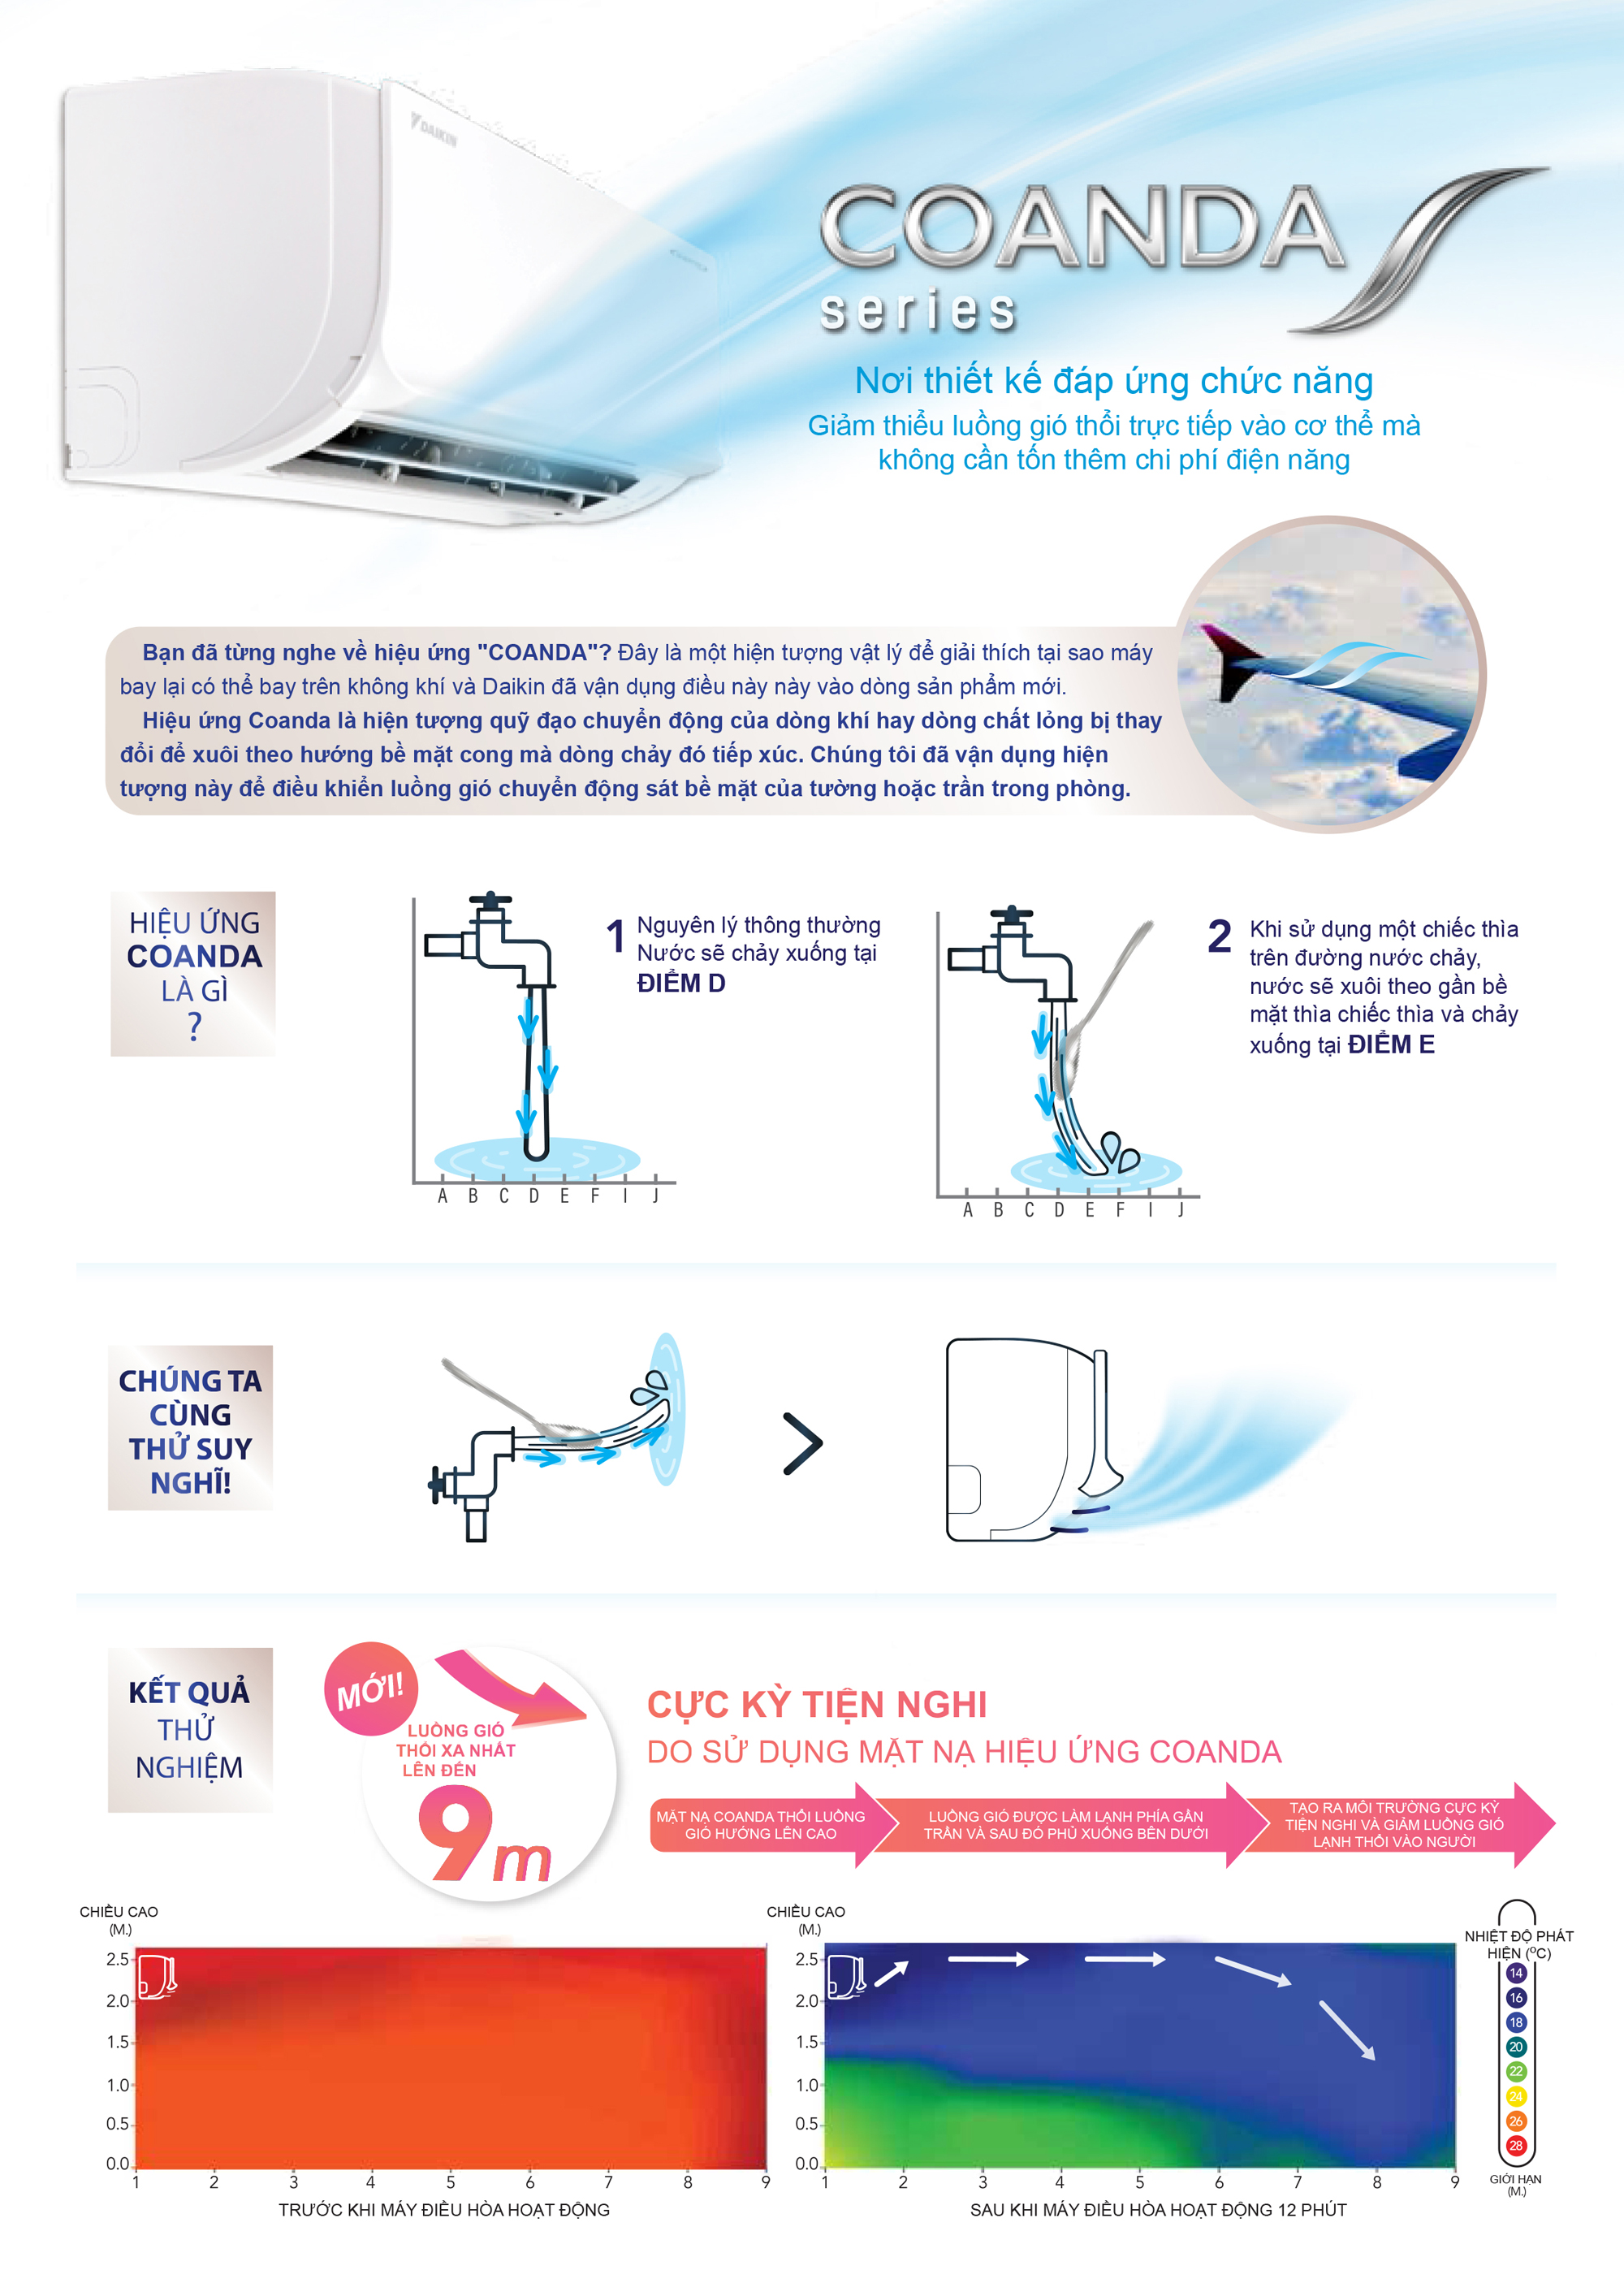 DAIKIN
COANDA
series
Nơi thiết kế đáp ứng chức năng
Giảm thiểu luồng gió thổi trực tiếp vào cơ thể mà
không cần tốn thêm chi phí điện năng
Bạn đã từng nghe về hiệu ứng "COANDA"? Đây là một hiện tượng vật lý để giải thích tại sao máy
bay lại có thể bay trên không khí và Daikin đã vận dụng điều này này vào dòng sản phẩm mới.
Hiệu ứng Coanda là hiện tượng quỹ đạo chuyển động của dòng khí hay dòng chất lỏng bị thay
đổi để xuôi theo hướng bề mặt cong mà dòng chảy đó tiếp xúc. Chúng tôi đã vận dụng hiện
tượng này để điều khiển luồng gió chuyển động sát bề mặt của tường hoặc trần trong phòng.
HIỆU ỨNG
COANDA
LÀ GÌ
?
1 Nguyên lý thông thường
Nước sẽ chảy xuống tại
ĐIỂM D
A B C D E F I J
2 Khi sử dụng một chiếc thìa
trên đường nước chảy,
nước sẽ xuôi theo gần bề
mặt thìa chiếc thìa và chảy
xuống tại ĐIỂM E
A B C D E F I J
CHÚNG TA
CÙNG
THỬ SUY
NGHĨ!
KẾT QUẢ
THỬ
NGHIỆM
MỚI!
LUỒNG GIÓ
THỔI XA NHẤT
LÊN ĐẾN
9m
CỰC KỲ TIỆN NGHI
DO SỬ DỤNG MẶT NẠ HIỆU ỨNG COANDA
MẶT NẠ COANDA THỔI LUỒNG
GIÓ HƯỚNG LÊN CAO
LUỒNG GIÓ ĐƯỢC LÀM LẠNH PHÍA GẦN
TRẦN VÀ SAU ĐÓ PHỦ XUỐNG BÊN DƯỚI
TẠO RA MÔI TRƯỜNG CỰC KỲ
TIỆN NGHI VÀ GIẢM LUỒNG GIÓ
LẠNH THỔI VÀO NGƯỜI
CHIỀU CAO
(M.)
2.5
2.0
1.5
1.0
0.5
0.0
1 2 3 4 5 6 7 8 9
TRƯỚC KHI MÁY ĐIỀU HÒA HOẠT ĐỘNG
CHIỀU CAO
(M.)
2.5
2.0
1.5
1.0
0.5
0.0
1 2 3 4 5 6 7 8 9
SAU KHI MÁY ĐIỀU HÒA HOẠT ĐỘNG 12 PHÚT
NHIỆT ĐỘ PHÁT
HIỆN (ºC)
14
16
18
20
22
24
26
28
GIỚI HẠN
(M.)